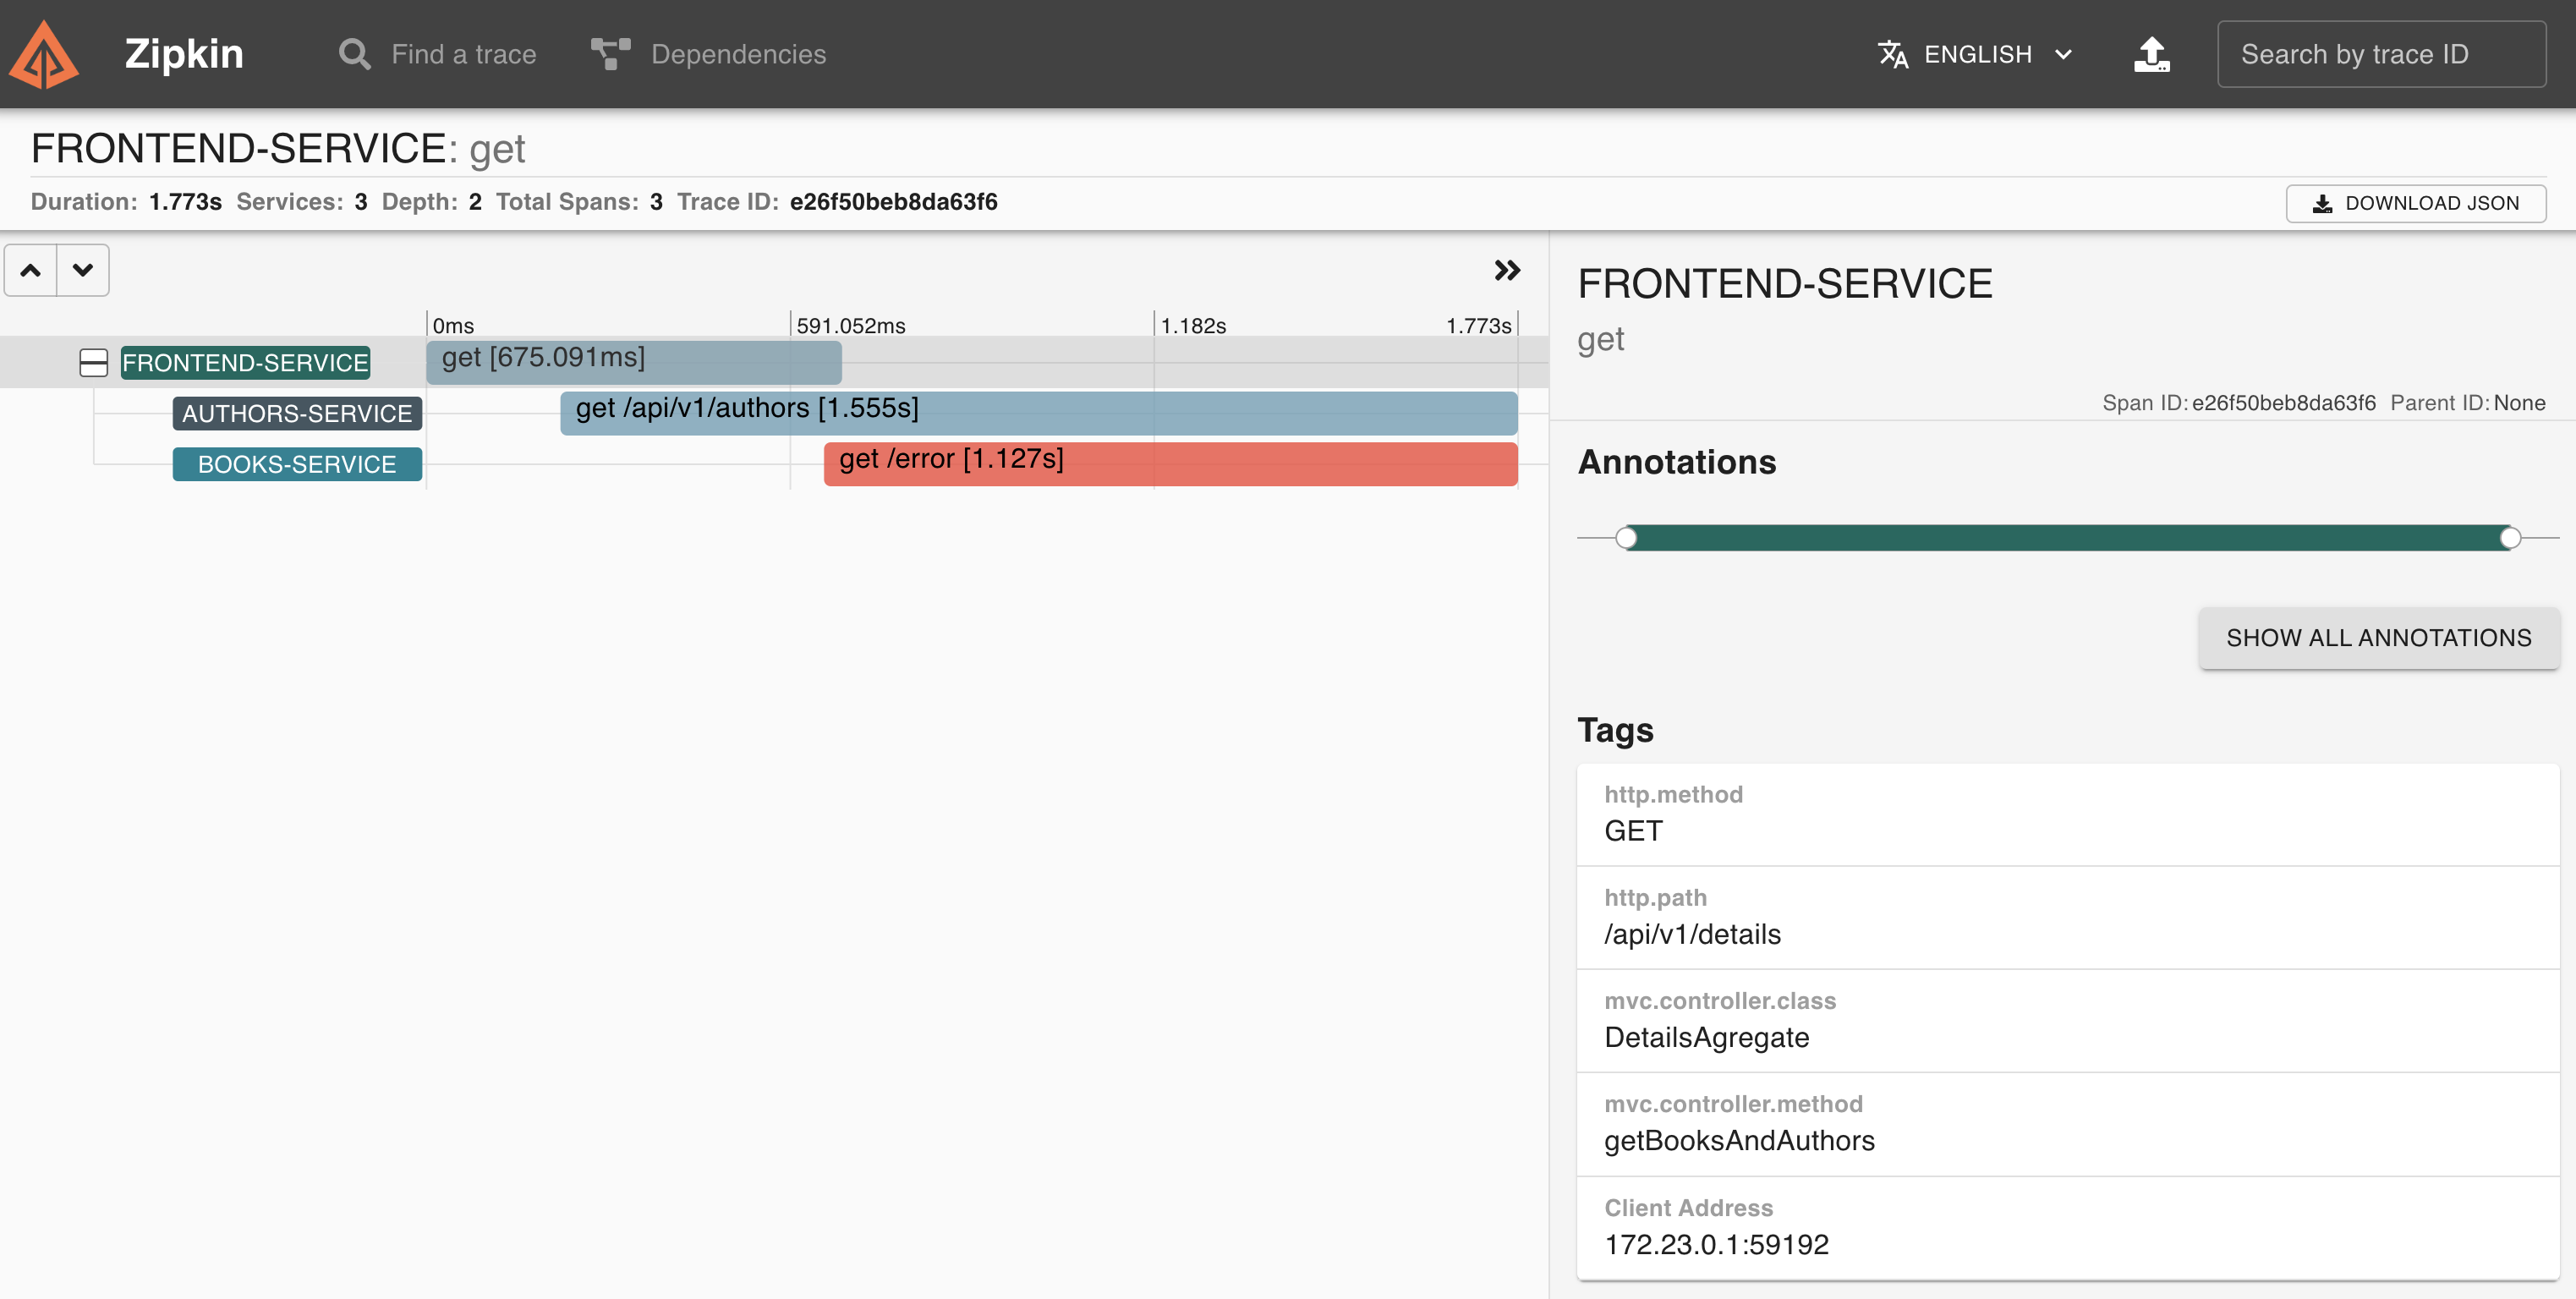 Zipkin
Find a trace
Dependencies
ENGLISH
Search by trace ID
FRONTEND-SERVICE: get
Duration: 1.773s Services: 3 Depth: 2 Total Spans: 3 Trace ID: e26f50beb8da63f6
DOWNLOAD JSON
0ms
591.052ms
1.182s
1.773s
FRONTEND-SERVICE
get [675.091ms]
AUTHORS-SERVICE
get /api/v1/authors [1.555s]
BOOKS-SERVICE
get /error [1.127s]
FRONTEND-SERVICE
get
Span ID: e26f50beb8da63f6 Parent ID: None
Annotations
SHOW ALL ANNOTATIONS
Tags
http.method
GET
http.path
/api/v1/details
mvc.controller.class
DetailsAgregate
mvc.controller.method
getBooksAndAuthors
Client Address
172.23.0.1:59192